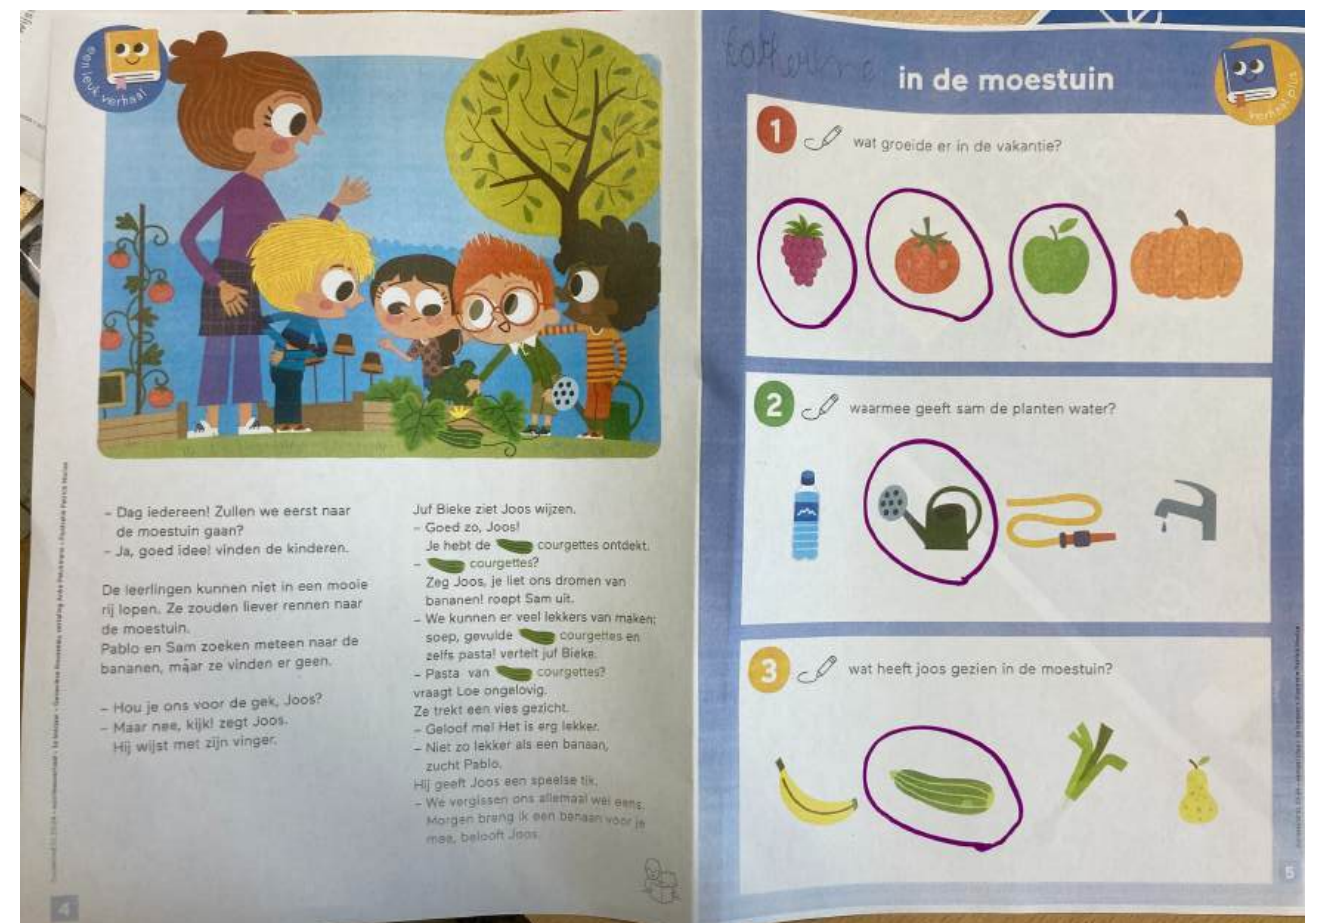 een leuk verhaal
– Dag iedereen! Zullen we eerst naar
de moestuin gaan?
– Ja, goed idee! vinden de kinderen.
De leerlingen kunnen niet in een mooie
rij lopen. Ze zouden liever rennen naar
de moestuin.
Pablo en Sam zoeken meteen naar de
bananen, maar ze vinden er geen.
– Hou je ons voor de gek, Joos?
– Maar nee, kijk! zegt Joos.
Hij wijst met zijn vinger.
Juf Bieke ziet Joos wijzen.
– Goed zo, Joos!
Je hebt de courgettes ontdekt.
– courgettes?
Zeg Joos, je liet ons dromen van
bananen! roept Sam uit.
– We kunnen er veel lekkers van maken:
soep, gevulde courgettes en
zelfs pasta! vertelt juf Bieke.
– Pasta van courgettes?
vraagt Loe ongelovig.
Ze trekt een vies gezicht.
– Geloof me! Het is erg lekker.
– Niet zo lekker als een banaan,
zucht Pablo.
Hij geeft Joos een speelse tik.
– We vergissen ons allemaal wel eens.
Morgen breng ik een banaan voor je
mee, belooft Joos.
4
in de moestuin
1 wat groeide er in de vakantie?
2 waarmee geeft sam de planten water?
3 wat heeft joos gezien in de moestuin?
5